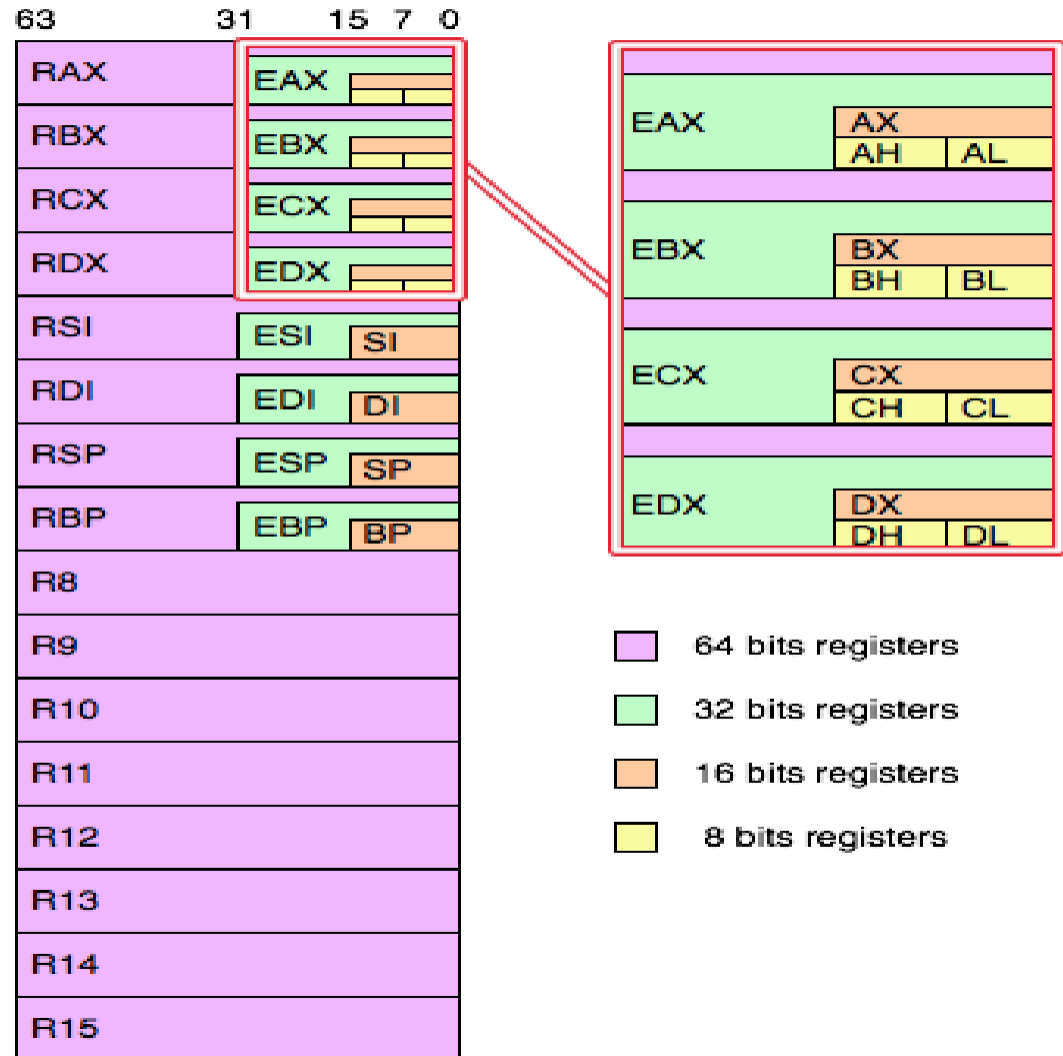 63 31 15 7 0
RAX EAX
RBX EBX
RCX ECX
RDX EDX
RSI ESI SI
RDI EDI DI
RSP ESP SP
RBP EBP BP
R8
R9
R10
R11
R12
R13
R14
R15
EAX AX
AH AL
EBX BX
BH BL
ECX CX
CH CL
EDX DX
DH DL
64 bits registers
32 bits registers
16 bits registers
8 bits registers